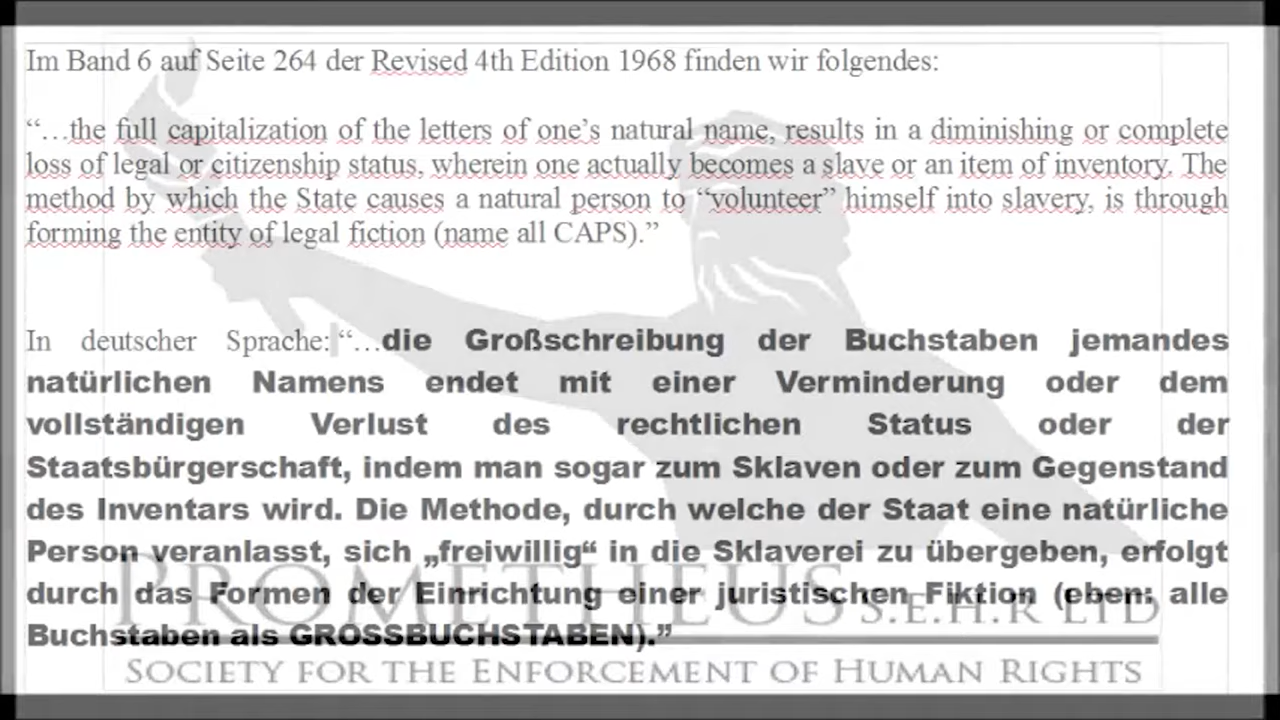 Im Band 6 auf Seite 264 der Revised 4th Edition 1968 finden wir folgendes:
“…the full capitalization of the letters of one’s natural name, results in a diminishing or complete
loss of legal or citizenship status, wherein one actually becomes a slave or an item of inventory. The
method by which the State causes a natural person to “volunteer” himself into slavery, is through
forming the entity of legal fiction (name all CAPS).”
In deutscher Sprache: “…die Großschreibung der Buchstaben jemandes
natürlichen Namens endet mit einer Verminderung oder dem
vollständigen Verlust des rechtlichen Status oder der
Staatsbürgerschaft, indem man sogar zum Sklaven oder zum Gegenstand
des Inventars wird. Die Methode, durch welche der Staat eine natürliche
Person veranlasst, sich „freiwillig“ in die Sklaverei zu übergeben, erfolgt
durch das Formen der Einrichtung einer juristischen Fiktion (eben: alle
Buchstaben als GROSSBUCHSTABEN).”
PROMETHEUS S.E.H.R LTD
SOCIETY FOR THE ENFORCEMENT OF HUMAN RIGHTS